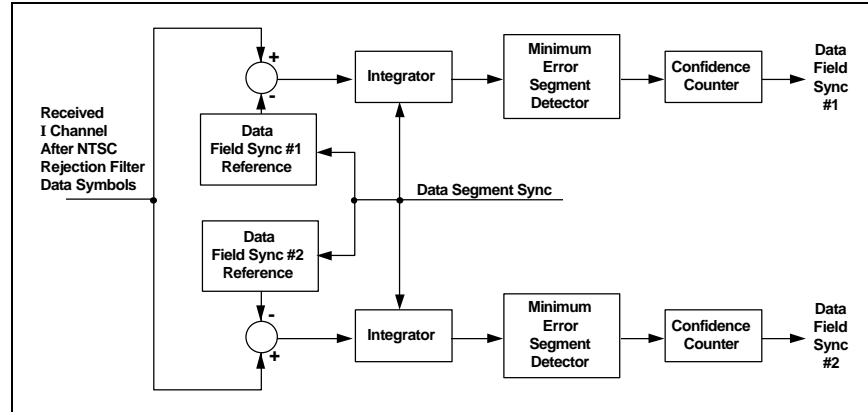 Received
I Channel
After NTSC
Rejection Filter
Data Symbols
+
-
Data
Field Sync #1
Reference
Integrator
Minimum
Error
Segment
Detector
Confidence
Counter
Data
Field
Sync
#1
Data Segment Sync
Data
Field Sync #2
Reference
-
+
Integrator
Minimum
Error
Segment
Detector
Confidence
Counter
Data
Field
Sync
#2